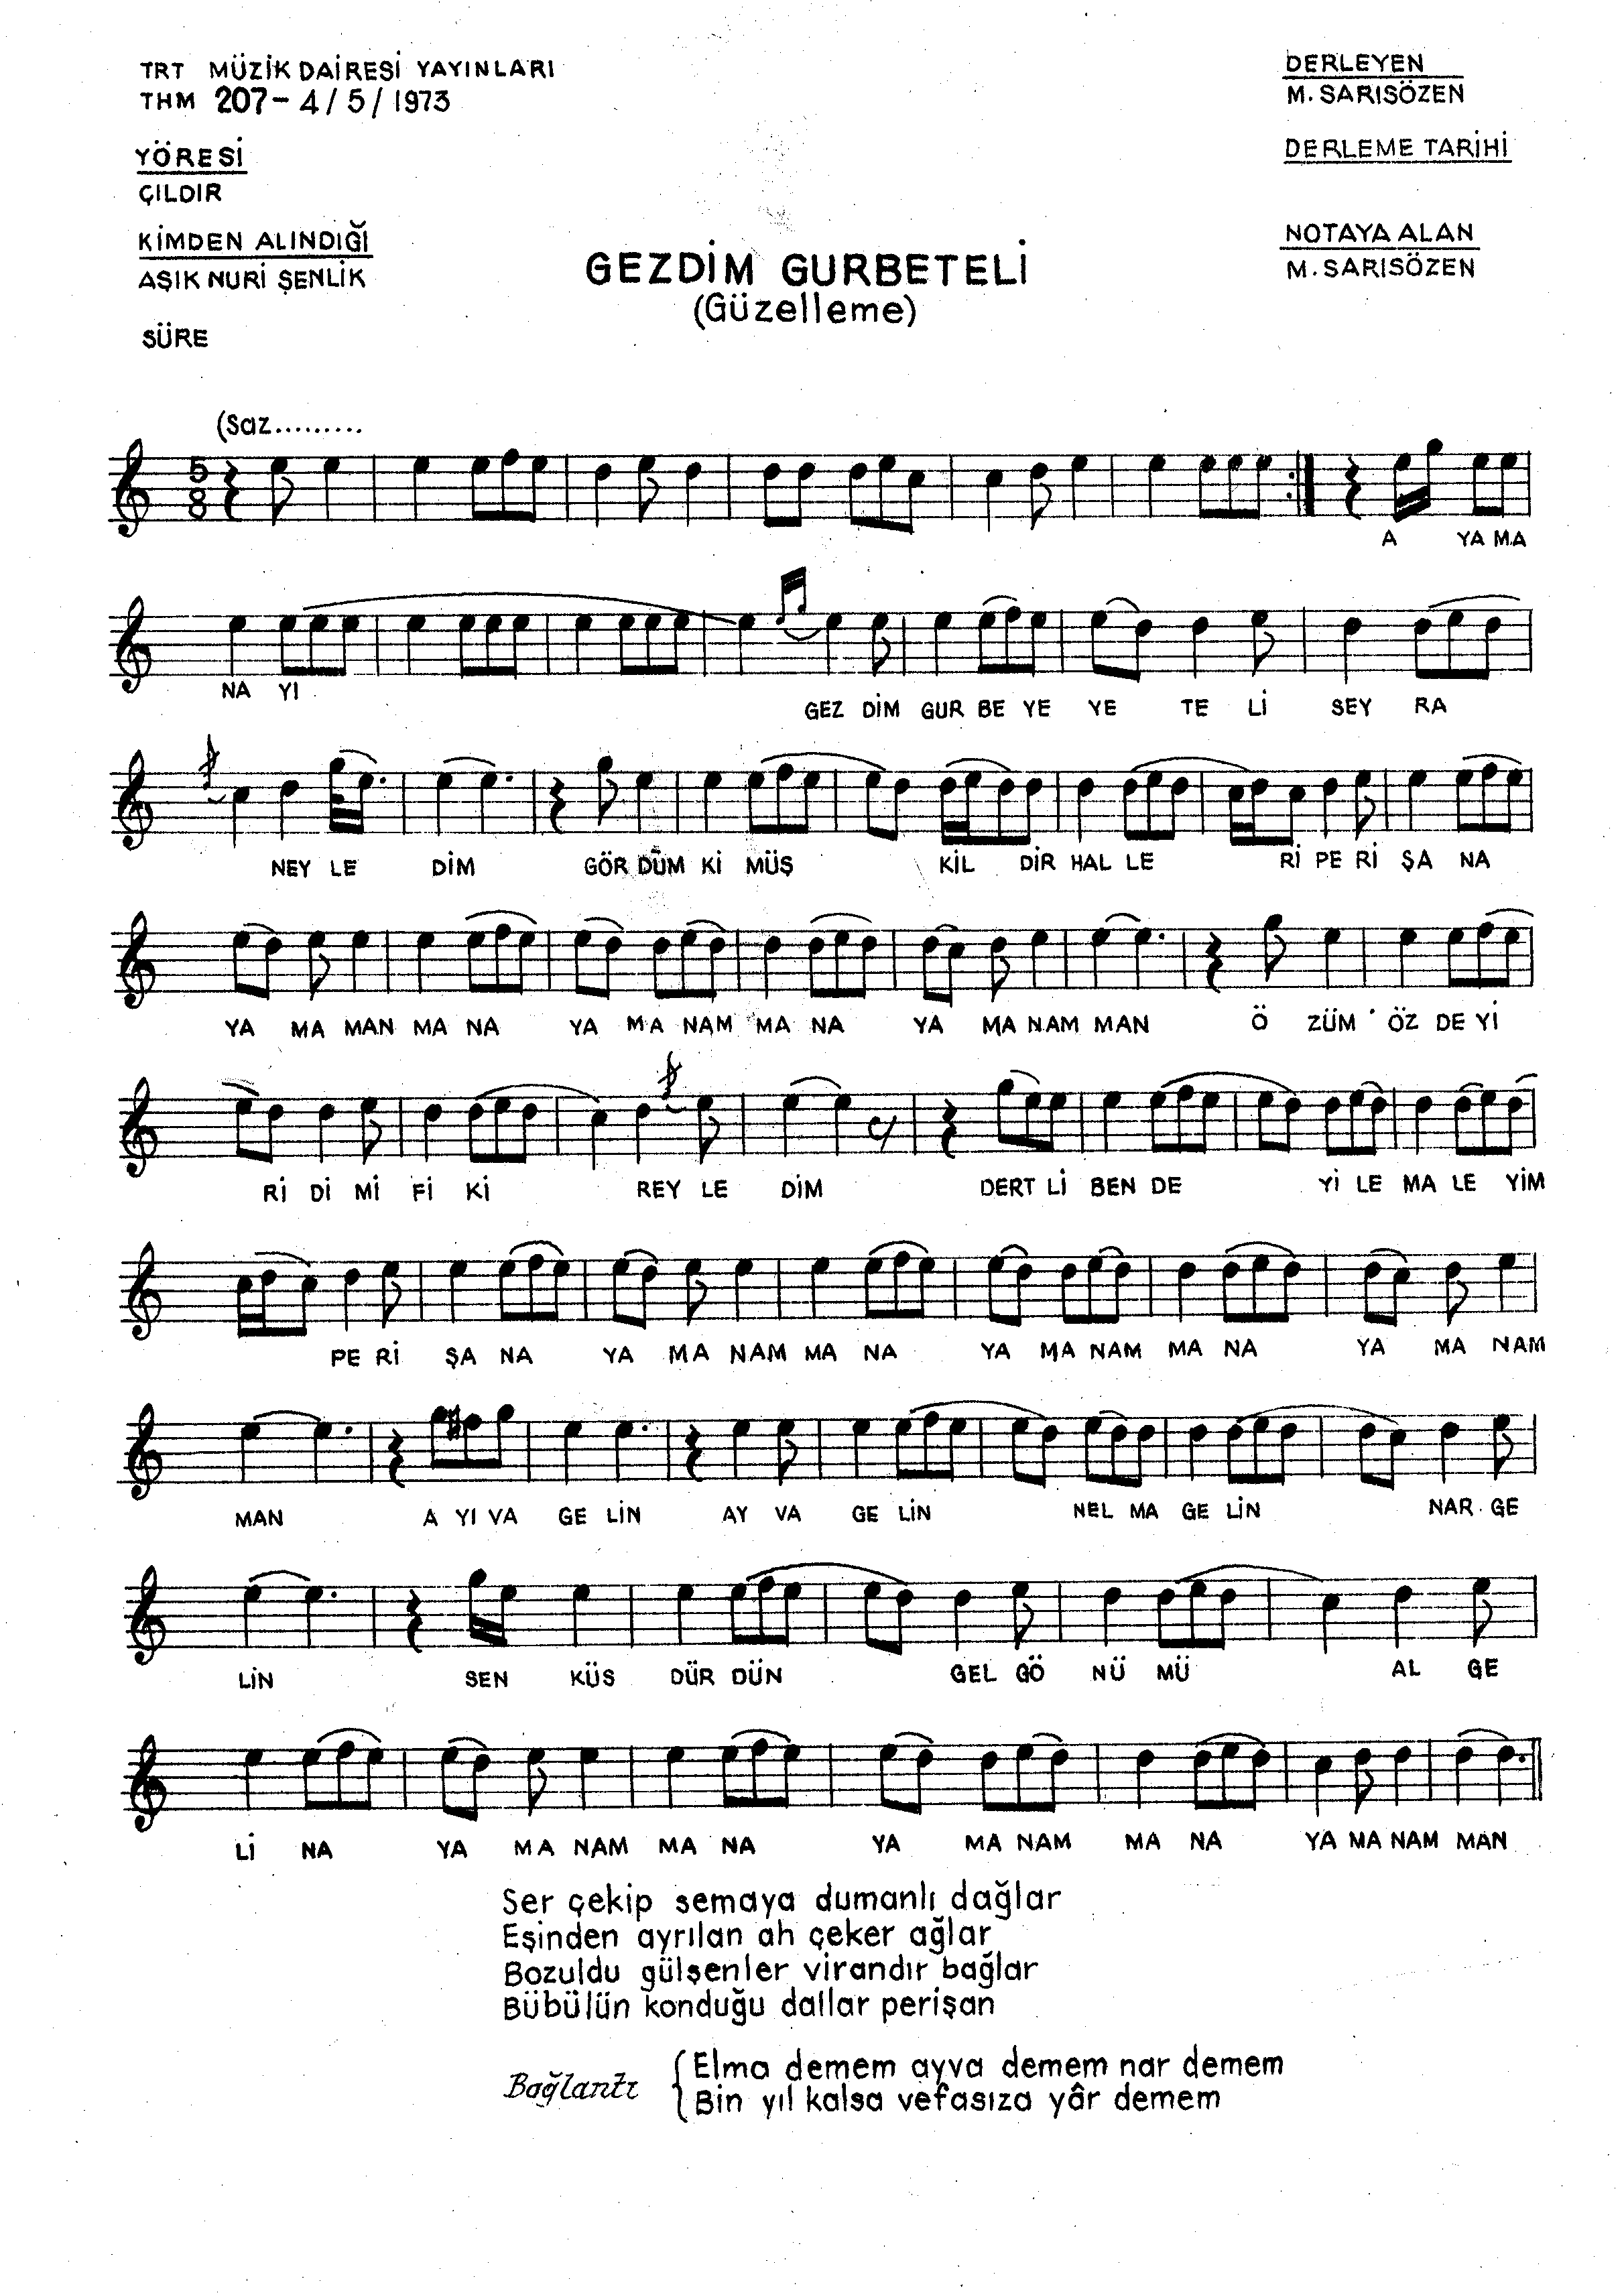 TRT MÜZİK DAİRESİ YAYINLARI
THM 207-4/5/1973
YÖRESİ
ÇILDIR
KİMDEN ALINDIĞI
AŞIK NURİ ŞENLİK
SÜRE
DERLEYEN
M. SARISÖZEN
DERLEME TARİHİ
NOTAYA ALAN
M. SARISÖZEN
GEZDİM GURBETELİ
(Güzelleme)
(Saz.........
5
8
A YA MA
NA YI GEZ DİM GUR BE YE YE TE Lİ SEY RA
NEY LE DİM GÖR DÜM Kİ MÜŞ KİL DİR HAL LE Rİ PE Rİ ŞA NA
YA MA MAN MA NA YA MA NAM MA NA YA MA NAM MAN Ö ZÜM ÖZ DE Yİ
Rİ Dİ Mİ Fİ Kİ REY LE DİM DERT Lİ BEN DE Yİ LE MA LE YİM
PE Rİ ŞA NA YA MA NAM MA NA YA MA NAM MA NA YA MA NAM
MAN A YI VA GE LİN AY VA GE LİN NEL MA GE LİN NAR GE
LİN SEN KÜS DÜR DÜN GEL GÖ NÜ MÜ AL GE
Lİ NA YA MA NAM MA NA YA MA NAM MA NA YA MA NAM MAN
Ser çekip semaya dumanlı dağlar
Eşinden ayrılan ah çeker ağlar
Bozuldu gülşenler virandır bağlar
Bübülün konduğu dallar perişan
Bağlantı
Elma demem ayva demem nar demem
Bin yıl kalsa vefasıza yâr demem